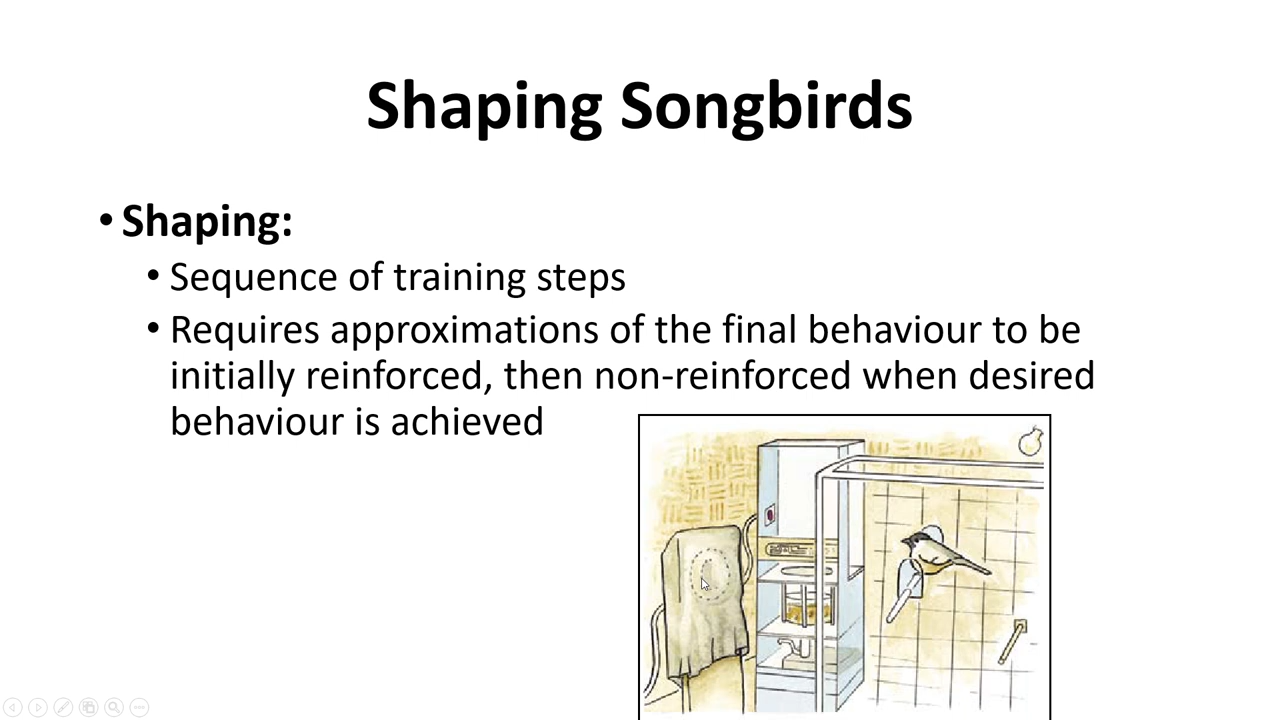 Shaping Songbirds
• Shaping:
• Sequence of training steps
• Requires approximations of the final behaviour to be
initially reinforced, then non-reinforced when desired
behaviour is achieved